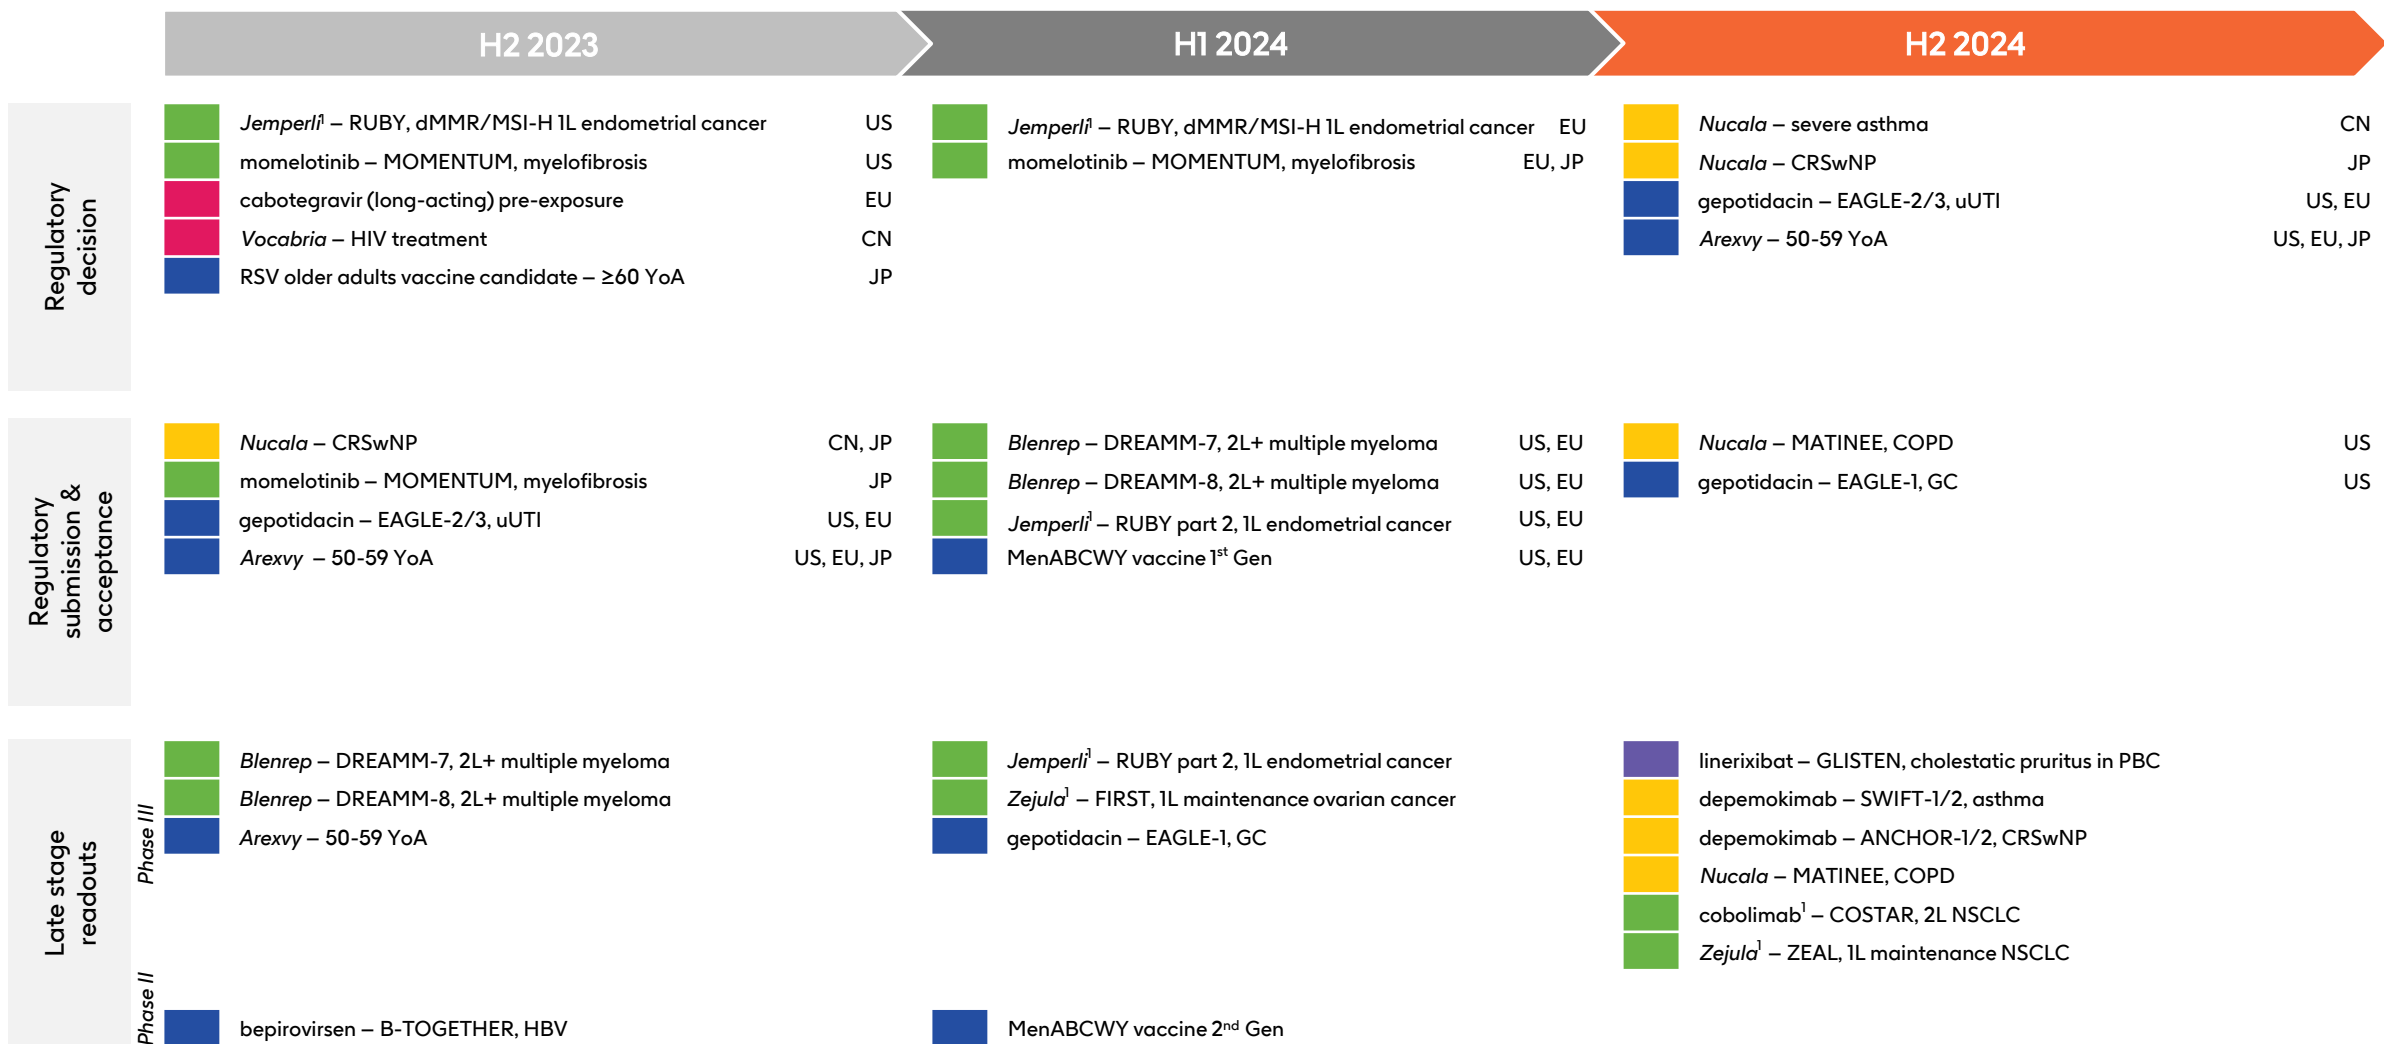 H2 2023
H1 2024
H2 2024
Regulatory
decision
Jemperli¹ – RUBY, dMMR/MSI-H 1L endometrial cancer US
momelotinib – MOMENTUM, myelofibrosis US
cabotegravir (long-acting) pre-exposure EU
Vocabria – HIV treatment CN
RSV older adults vaccine candidate – ≥60 YoA JP
Jemperli¹ – RUBY, dMMR/MSI-H 1L endometrial cancer EU
momelotinib – MOMENTUM, myelofibrosis EU, JP
Nucala – severe asthma CN
Nucala – CRSwNP JP
gepotidacin – EAGLE-2/3, uUTI US, EU
Arexvy – 50-59 YoA US, EU, JP
Regulatory
submission &
acceptance
Nucala – CRSwNP CN, JP
momelotinib – MOMENTUM, myelofibrosis JP
gepotidacin – EAGLE-2/3, uUTI US, EU
Arexvy – 50-59 YoA US, EU, JP
Blenrep – DREAMM-7, 2L+ multiple myeloma US, EU
Blenrep – DREAMM-8, 2L+ multiple myeloma US, EU
Jemperli¹ – RUBY part 2, 1L endometrial cancer US, EU
MenABCWY vaccine 1st Gen US, EU
Nucala – MATINEE, COPD US
gepotidacin – EAGLE-1, GC US
Late stage
readouts
Phase III
Blenrep – DREAMM-7, 2L+ multiple myeloma
Blenrep – DREAMM-8, 2L+ multiple myeloma
Arexvy – 50-59 YoA
Jemperli¹ – RUBY part 2, 1L endometrial cancer
Zejula¹ – FIRST, 1L maintenance ovarian cancer
gepotidacin – EAGLE-1, GC
linerixibat – GLISTEN, cholestatic pruritus in PBC
depemokimab – SWIFT-1/2, asthma
depemokimab – ANCHOR-1/2, CRSwNP
Nucala – MATINEE, COPD
cobolimab¹ – COSTAR, 2L NSCLC
Zejula¹ – ZEAL, 1L maintenance NSCLC
Phase II
bepirovirsen – B-TOGETHER, HBV
MenABCWY vaccine 2nd Gen